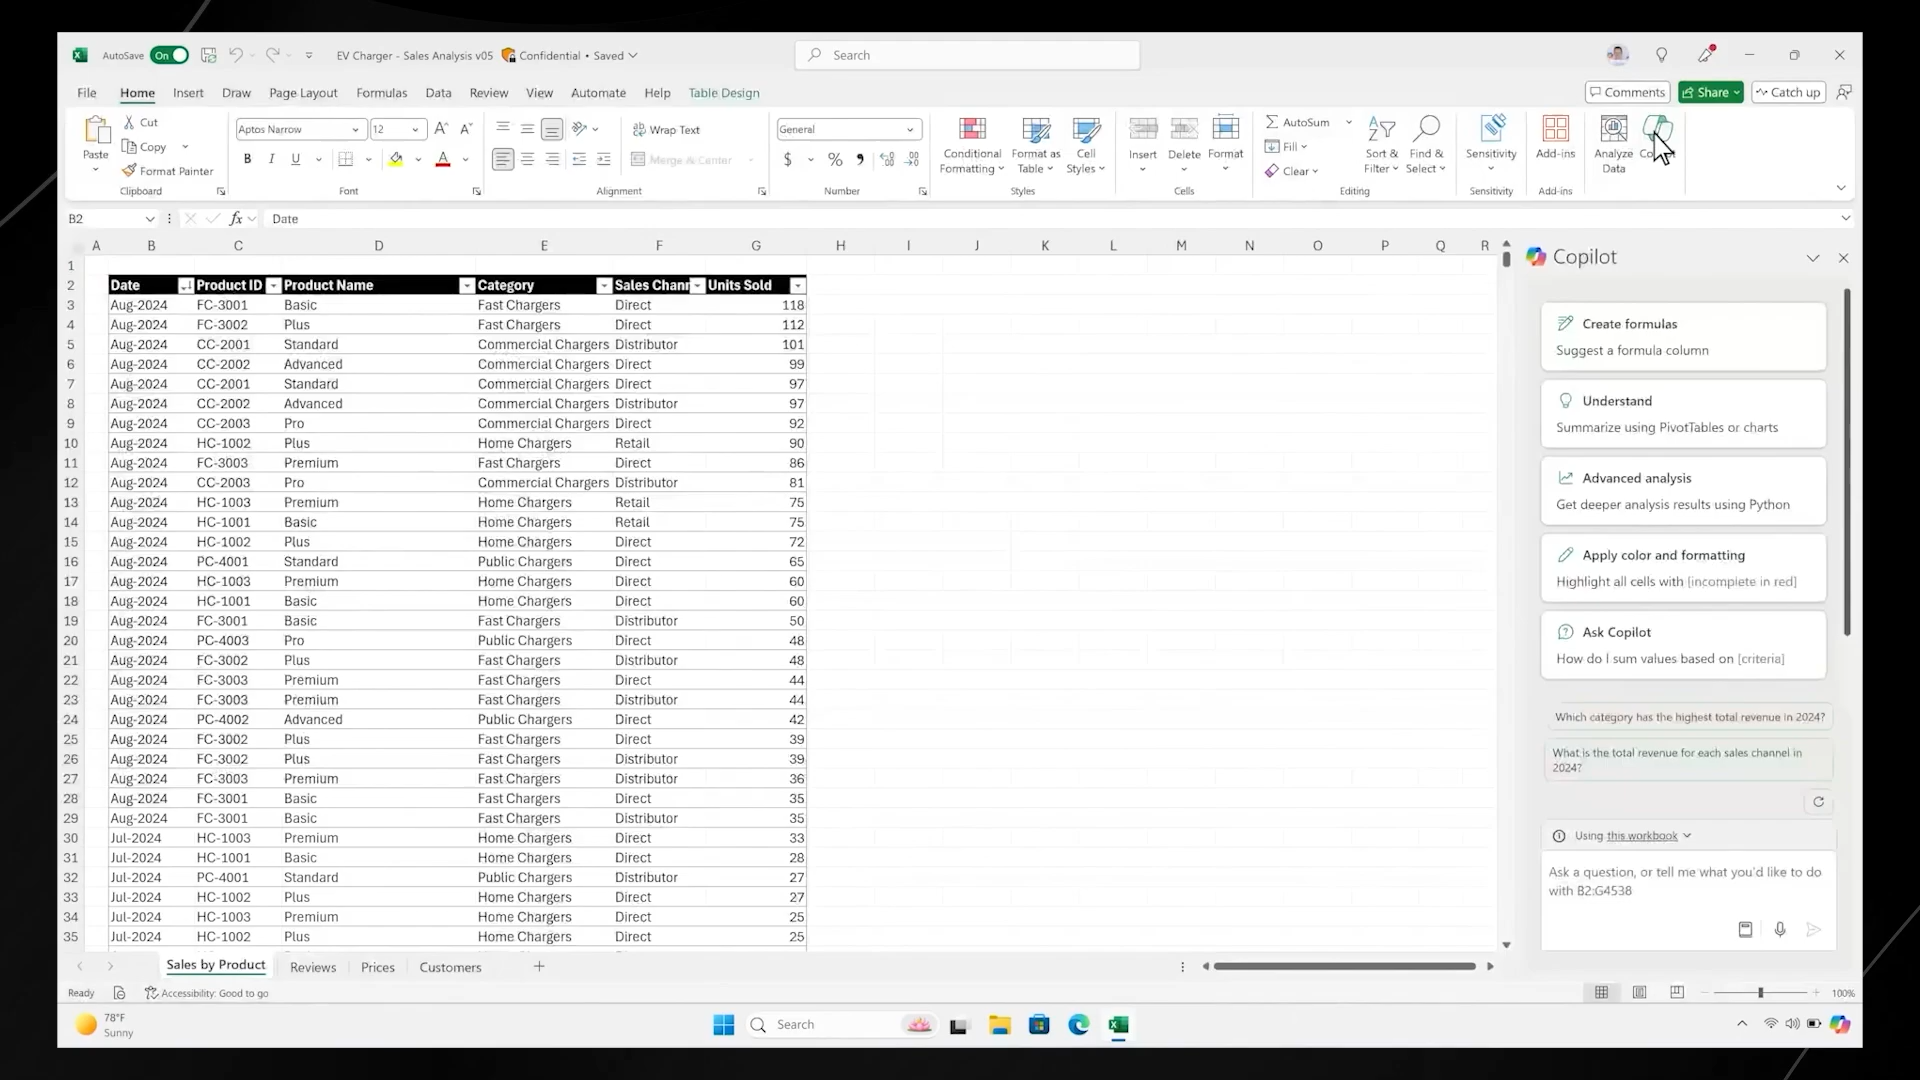 AutoSave On EV Charger - Sales Analysis v05 Confidential • Saved Search
File Home Insert Draw Page Layout Formulas Data Review View Automate Help Table Design Comments Share Catch up
Paste
Cut
Copy
Format Painter
Clipboard
Aptos Narrow 12
B I U
Font
Wrap Text
Merge & Center
Alignment
General
$ % ,
Number
Conditional Formatting
Format as Table
Cell Styles
Styles
Insert Delete Format
Cells
AutoSum
Fill
Clear
Sort & Filter
Find & Select
Editing
Sensitivity
Sensitivity
Add-ins
Add-ins
Analyze Data
B2 fx Date
A B C D E F G H I J K L M N O P Q R
1
2 Date Product ID Product Name Category Sales Chann Units Sold
3 Aug-2024 FC-3001 Basic Fast Chargers Direct 118
4 Aug-2024 FC-3002 Plus Fast Chargers Direct 112
5 Aug-2024 CC-2001 Standard Commercial Chargers Distributor 101
6 Aug-2024 CC-2002 Advanced Commercial Chargers Direct 99
7 Aug-2024 CC-2001 Standard Commercial Chargers Direct 97
8 Aug-2024 CC-2002 Advanced Commercial Chargers Distributor 97
9 Aug-2024 CC-2003 Pro Commercial Chargers Direct 92
10 Aug-2024 HC-1002 Plus Home Chargers Retail 90
11 Aug-2024 FC-3003 Premium Fast Chargers Direct 86
12 Aug-2024 CC-2003 Pro Commercial Chargers Distributor 81
13 Aug-2024 HC-1003 Premium Home Chargers Retail 75
14 Aug-2024 HC-1001 Basic Home Chargers Retail 75
15 Aug-2024 HC-1002 Plus Home Chargers Direct 72
16 Aug-2024 PC-4001 Standard Public Chargers Direct 65
17 Aug-2024 HC-1003 Premium Home Chargers Direct 60
18 Aug-2024 HC-1001 Basic Home Chargers Direct 60
19 Aug-2024 FC-3001 Basic Fast Chargers Distributor 50
20 Aug-2024 PC-4003 Pro Public Chargers Direct 48
21 Aug-2024 FC-3002 Plus Fast Chargers Distributor 48
22 Aug-2024 FC-3003 Premium Fast Chargers Direct 44
23 Aug-2024 FC-3003 Premium Fast Chargers Distributor 44
24 Aug-2024 PC-4002 Advanced Public Chargers Direct 42
25 Aug-2024 FC-3002 Plus Fast Chargers Direct 39
26 Aug-2024 FC-3002 Plus Fast Chargers Distributor 39
27 Aug-2024 FC-3003 Premium Fast Chargers Distributor 36
28 Aug-2024 FC-3001 Basic Fast Chargers Direct 35
29 Aug-2024 FC-3001 Basic Fast Chargers Distributor 35
30 Jul-2024 HC-1003 Premium Home Chargers Direct 33
31 Jul-2024 HC-1001 Basic Home Chargers Direct 28
32 Jul-2024 PC-4001 Standard Public Chargers Distributor 27
33 Jul-2024 HC-1002 Plus Home Chargers Direct 27
34 Jul-2024 HC-1003 Premium Home Chargers Direct 25
35 Jul-2024 HC-1002 Plus Home Chargers Direct 25
Copilot
Create formulas
Suggest a formula column
Understand
Summarize using PivotTables or charts
Advanced analysis
Get deeper analysis results using Python
Apply color and formatting
Highlight all cells with [incomplete in red]
Ask Copilot
How do I sum values based on [criteria]
Which category has the highest total revenue in 2024?
What is the total revenue for each sales channel in
2024?
Using this workbook
Ask a question, or tell me what you'd like to do
with B2:G4538
Sales by Product Reviews Prices Customers
Ready Accessibility: Good to go 100%
78°F
Sunny
Search